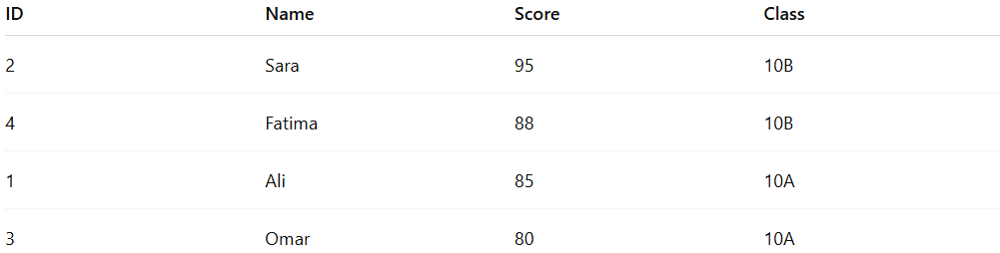 ID Name Score Class
2 Sara 95 10B
4 Fatima 88 10B
1 Ali 85 10A
3 Omar 80 10A